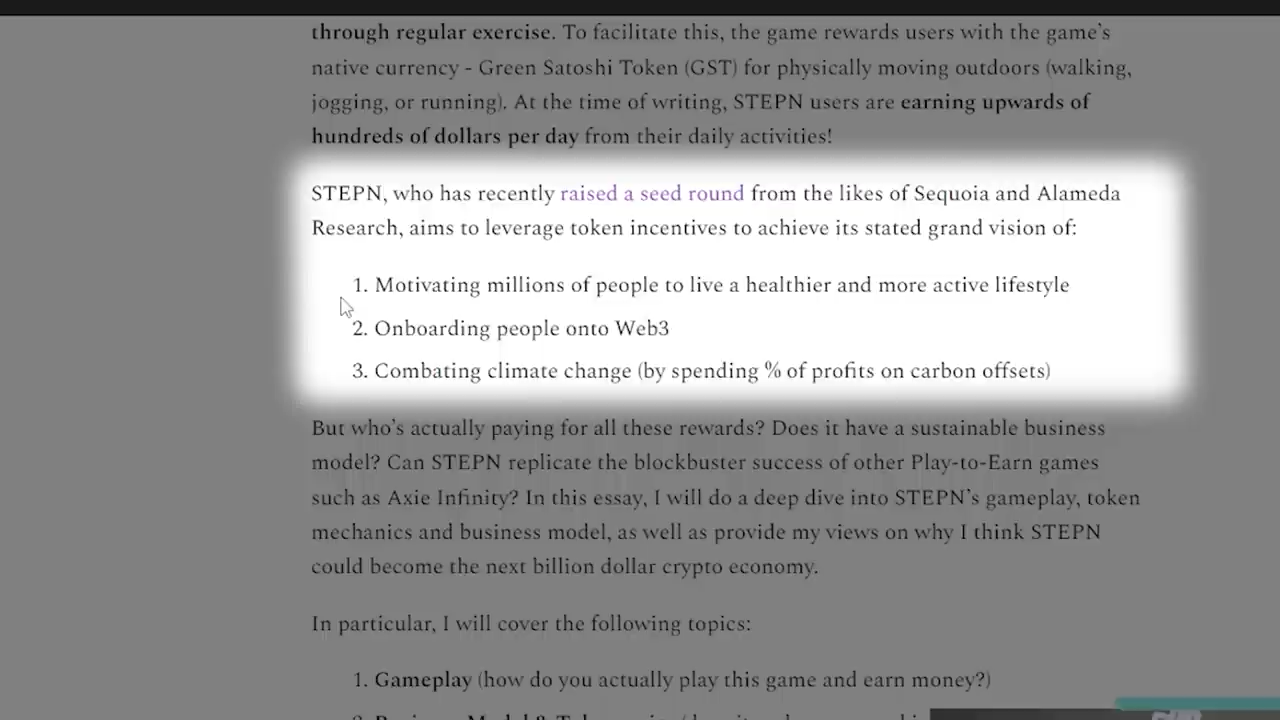 through regular exercise. To facilitate this, the game rewards users with the game's
native currency - Green Satoshi Token (GST) for physically moving outdoors (walking,
jogging, or running). At the time of writing, STEPN users are earning upwards of
hundreds of dollars per day from their daily activities!
STEPN, who has recently raised a seed round from the likes of Sequoia and Alameda
Research, aims to leverage token incentives to achieve its stated grand vision of:
1. Motivating millions of people to live a healthier and more active lifestyle
2. Onboarding people onto Web3
3. Combating climate change (by spending % of profits on carbon offsets)
But who's actually paying for all these rewards? Does it have a sustainable business
model? Can STEPN replicate the blockbuster success of other Play-to-Earn games
such as Axie Infinity? In this essay, I will do a deep dive into STEPN's gameplay, token
mechanics and business model, as well as provide my views on why I think STEPN
could become the next billion dollar crypto economy.
In particular, I will cover the following topics:
1. Gameplay (how do you actually play this game and earn money?)